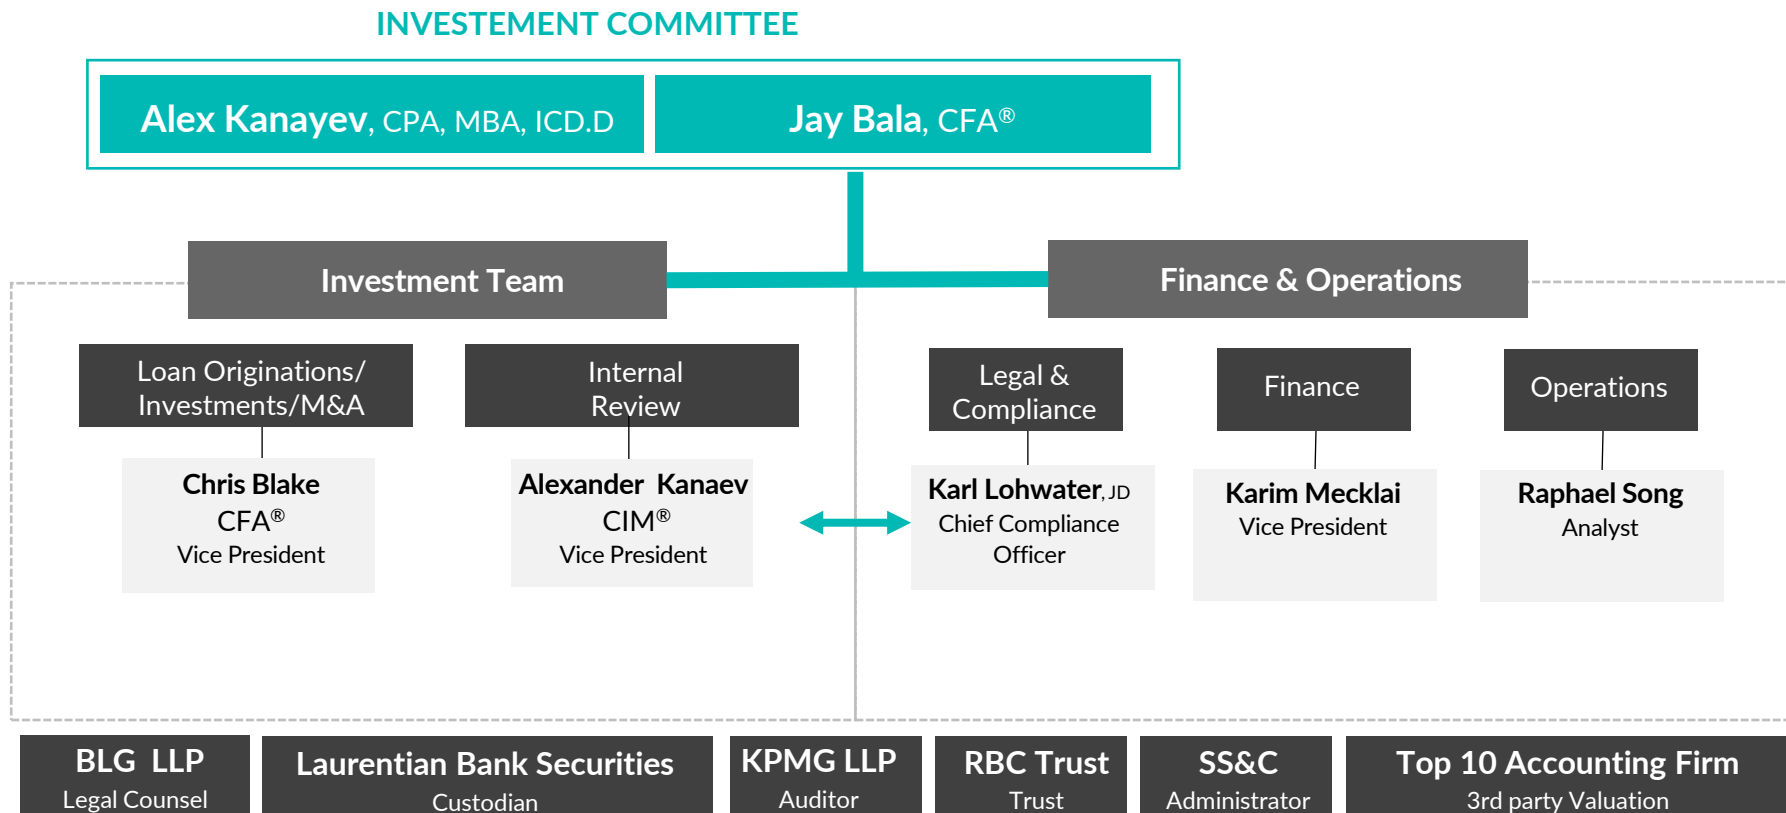 INVESTEMENT COMMITTEE
Alex Kanayev, CPA, MBA, ICD.D
Jay Bala, CFA®
Investment Team
Finance & Operations
Loan Originations/
Investments/M&A
Internal
Review
Legal &
Compliance
Finance
Operations
Chris Blake
CFA®
Vice President
Alexander Kanaev
CIM®
Vice President
Karl Lohwater, JD
Chief Compliance
Officer
Karim Mecklai
Vice President
Raphael Song
Analyst
BLG LLP
Legal Counsel
Laurentian Bank Securities
Custodian
KPMG LLP
Auditor
RBC Trust
Trust
SS&C
Administrator
Top 10 Accounting Firm
3rd party Valuation